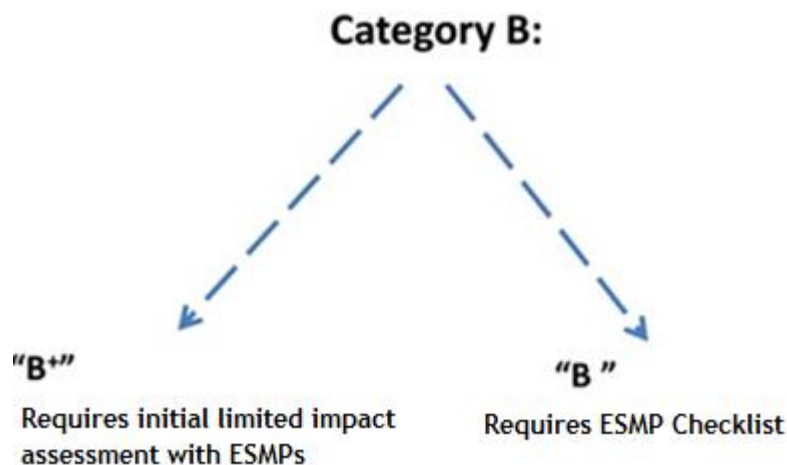 Category B:
“B⁺”
“B ”
Requires initial limited impact
assessment with ESMPs
Requires ESMP Checklist